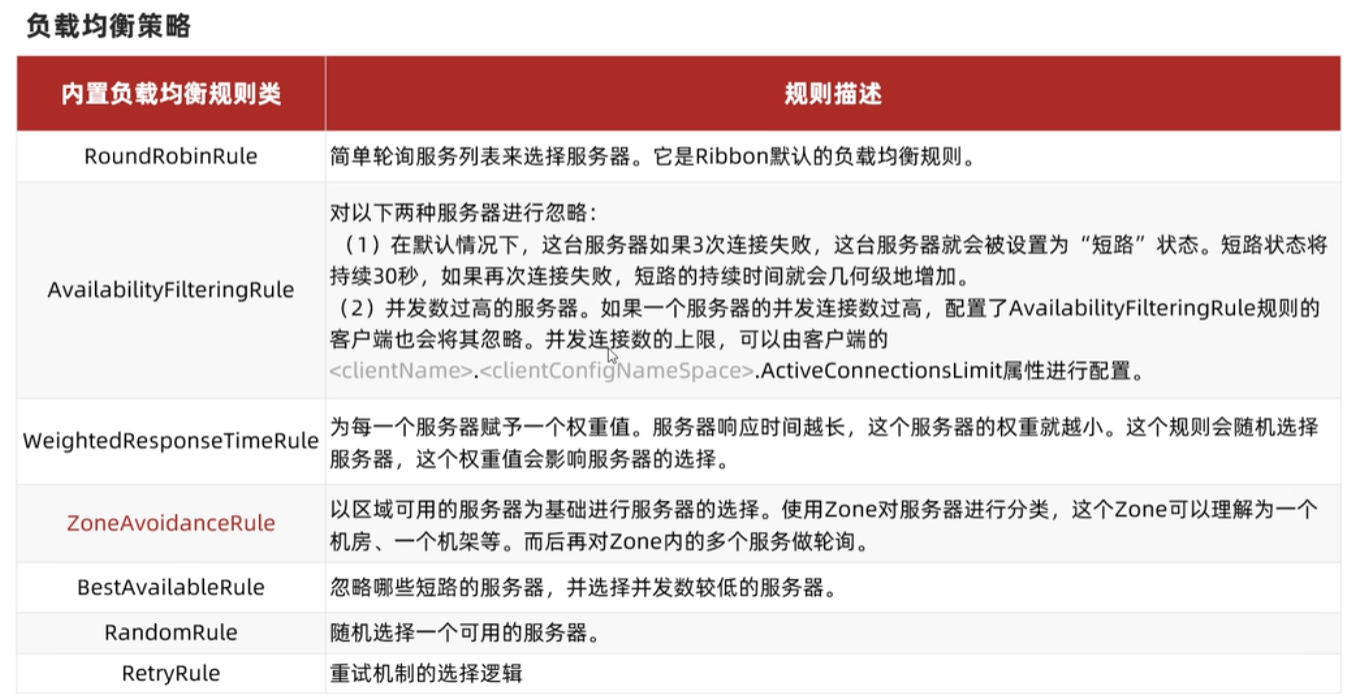 负载均衡策略
内置负载均衡规则类
规则描述
RoundRobinRule
简单轮询服务列表来选择服务器。它是Ribbon默认的负载均衡规则。
AvailabilityFilteringRule
对以下两种服务器进行忽略：
（1）在默认情况下，这台服务器如果3次连接失败，这台服务器就会被设置为“短路”状态。短路状态将
持续30秒，如果再次连接失败，短路的持续时间就会几何级地增加。
（2）并发数过高的服务器。如果一个服务器的并发连接数过高，配置了AvailabilityFilteringRule规则的
客户端也会将其忽略。并发连接数的上限，可以由客户端的
<clientName>.<clientConfigNameSpace>.ActiveConnectionsLimit属性进行配置。
WeightedResponseTimeRule
为每一个服务器赋予一个权重值。服务器响应时间越长，这个服务器的权重就越小。这个规则会随机选择
服务器，这个权重值会影响服务器的选择。
ZoneAvoidanceRule
以区域可用的服务器为基础进行服务器的选择。使用Zone对服务器进行分类，这个Zone可以理解为一个
机房、一个机架等。而后再对Zone内的多个服务做轮询。
BestAvailableRule
忽略哪些短路的服务器，并选择并发数较低的服务器。
RandomRule
随机选择一个可用的服务器。
RetryRule
重试机制的选择逻辑